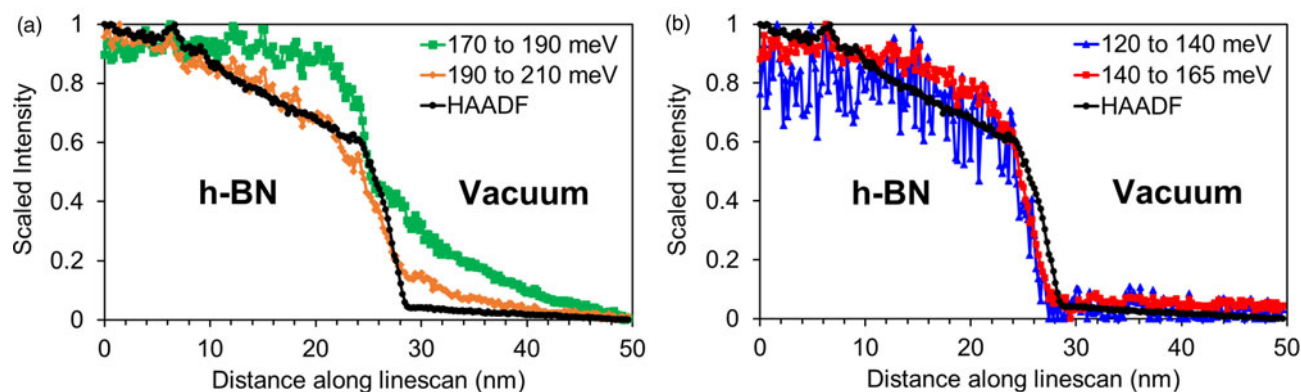 (a)
Scaled Intensity
1
0.8
0.6
0.4
0.2
0
170 to 190 meV
190 to 210 meV
HAADF
h-BN
Vacuum
0 10 20 30 40 50
Distance along linescan (nm)
(b)
Scaled Intensity
1
0.8
0.6
0.4
0.2
0
120 to 140 meV
140 to 165 meV
HAADF
h-BN
Vacuum
0 10 20 30 40 50
Distance along linescan (nm)